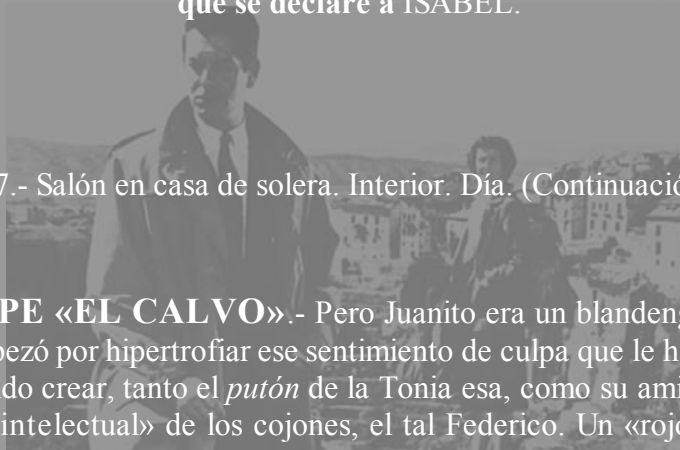 que se declare a ISABEL.
7.- Salón en casa de solera. Interior. Día. (Continuació
PE «EL CALVO».- Pero Juanito era un blandeng
pezó por hipertrofiar ese sentimiento de culpa que le h
do crear, tanto el putón de la Tonia esa, como su ami
intelectual» de los cojones, el tal Federico. Un «rojo